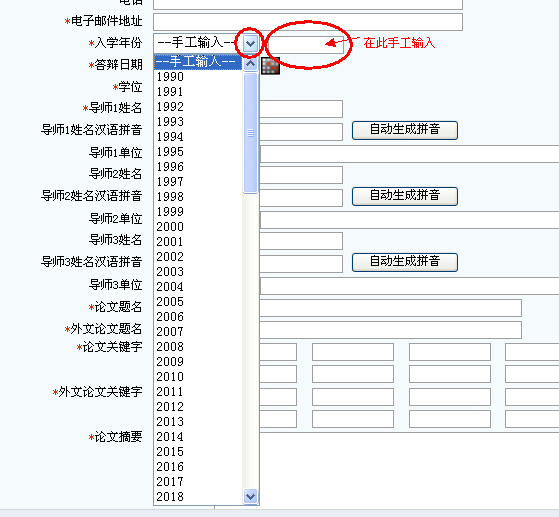 电话
*电子邮件地址
*入学年份 --手工输入-- 在此手工输入
*答辩日期 --手工输入--
1990
1991
*学位
1992
*导师1姓名
1993
导师1姓名汉语拼音 自动生成拼音
1994
1995
导师1单位
1996
*导师2姓名
1997
1998
导师2姓名汉语拼音 自动生成拼音
1999
导师2单位
2000
2001
导师3姓名
2002
导师3姓名汉语拼音 自动生成拼音
2003
2004
导师3单位
2005
*论文题名
2006
*外文论文题名
2007
*论文关键字
2008
2009
2010
*外文论文关键字
2011
2012
2013
*论文摘要
2014
2015
2016
2017
2018